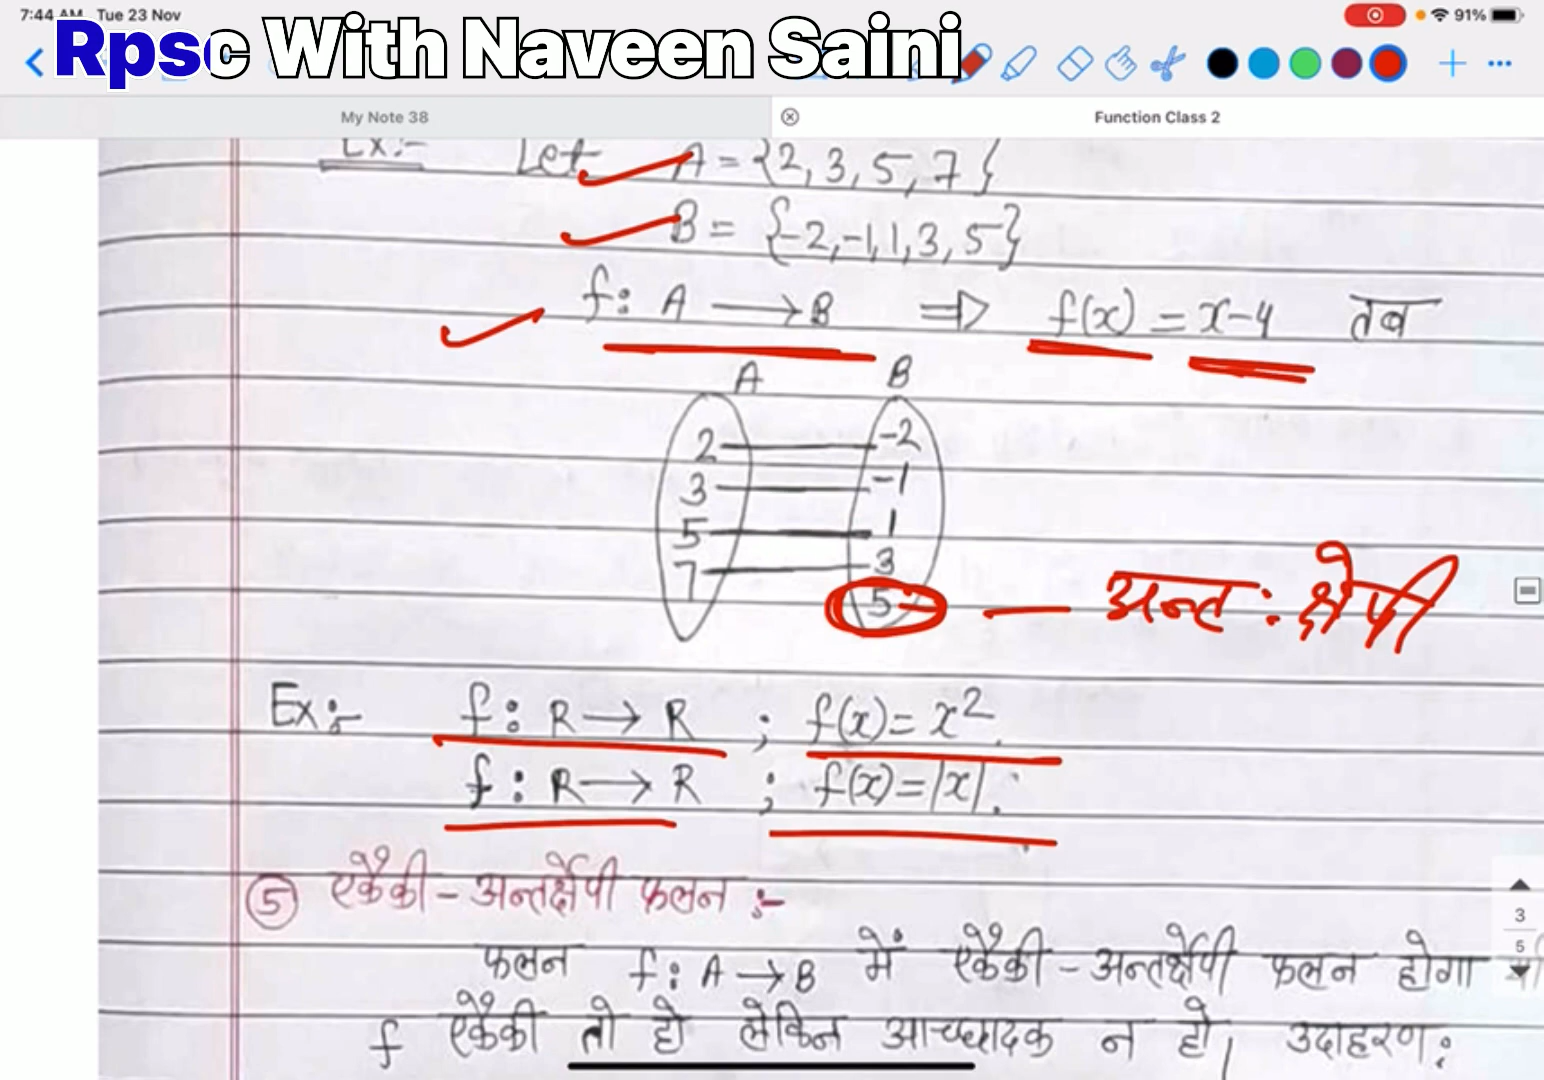 7:44 AM Tue 23 Nov
91%
Rpsc With Naveen Saini
My Note 38
Function Class 2
Ex:- Let A = {2, 3, 5, 7}
B = {-2, -1, 1, 3, 5}
f: A → B ⇒ f(x) = x-4 तब
A B
2 -2
3 -1
5 1
7 3
5 — अन्त: क्षेपी
Ex:- f: R → R ; f(x) = x².
f: R → R ; f(x) = |x|.
⑤ एकैकी - अन्तर्क्षेपी फलन :-
3
5
फलन f: A → B में एकैकी - अन्तर्क्षेपी फलन होगा
f एकैकी तो हो लेकिन आच्छादक न हो, उदाहरण: